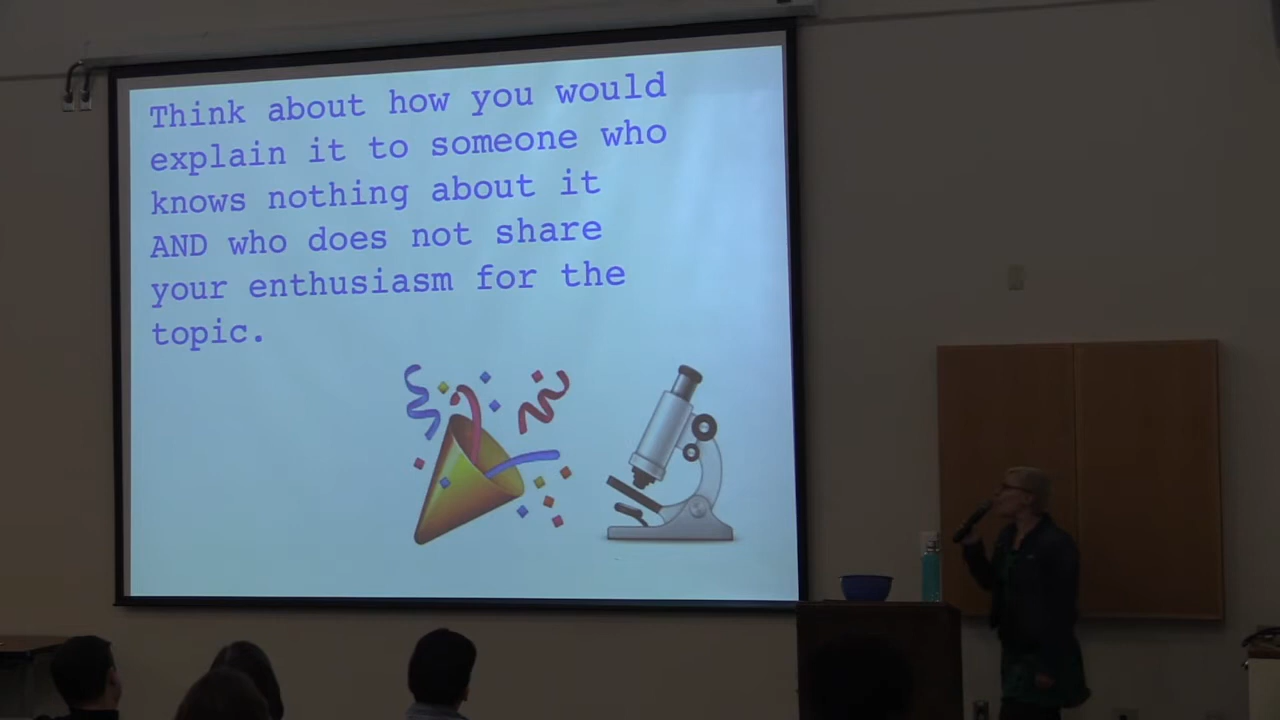 Think about how you would
explain it to someone who
knows nothing about it
AND who does not share
your enthusiasm for the
topic.